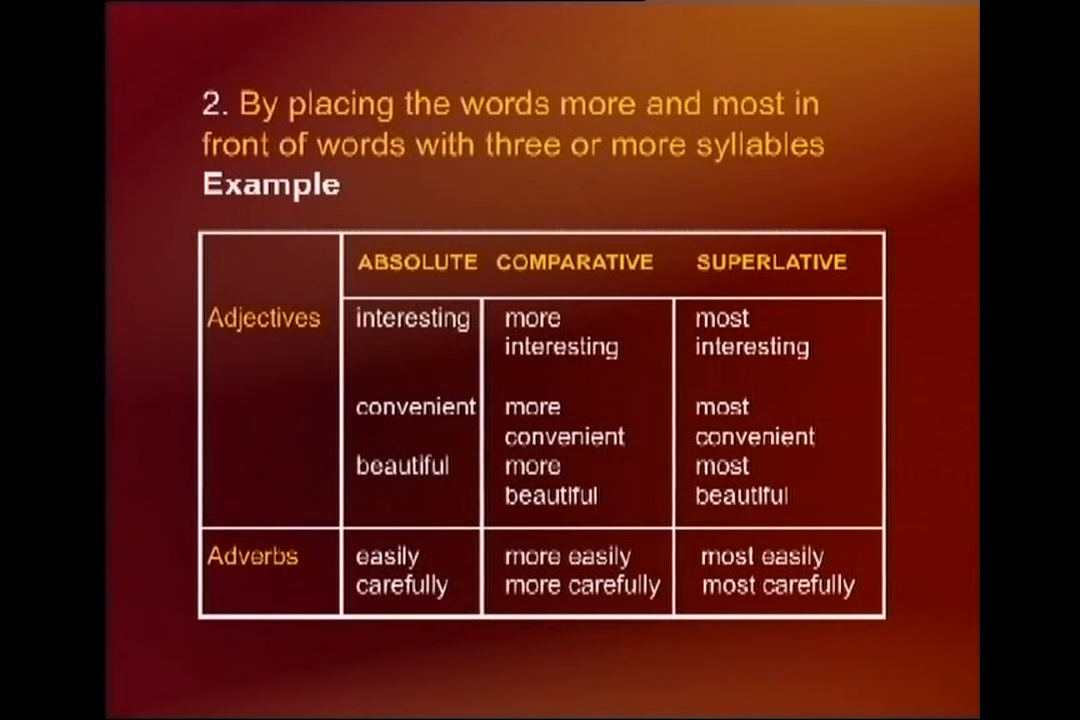 2. By placing the words more and most in
front of words with three or more syllables
Example
ABSOLUTE COMPARATIVE SUPERLATIVE
Adjectives interesting more most
interesting interesting
convenient more most
convenient convenient
beautiful more most
beautiful beautiful
Adverbs easily more easily most easily
carefully more carefully most carefully